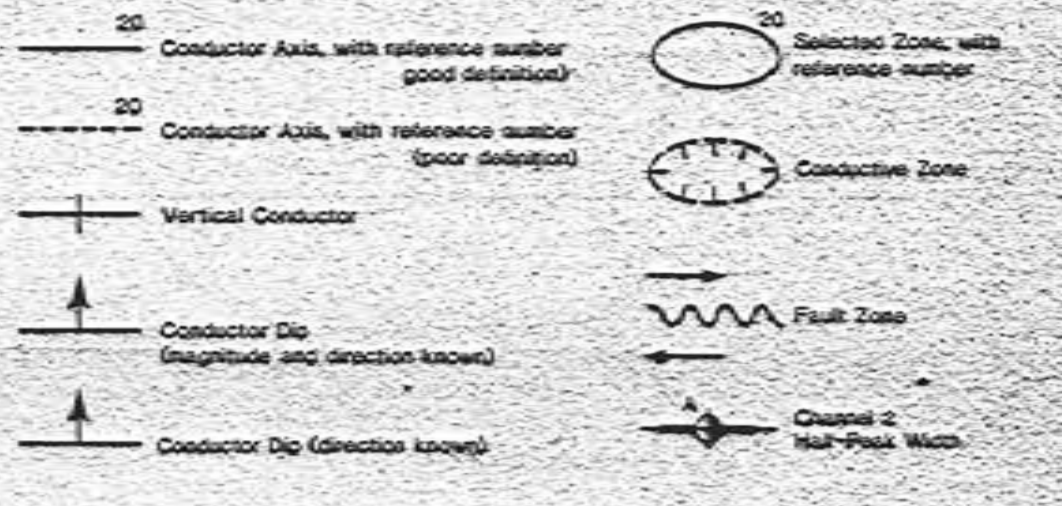 20
Conductor Axis, with reference number
good definition)
20
Conductor Axis, with reference number
(poor definition)
Vertical Conductor
Conductor Dip
(magnitude and direction known)
Conductor Dip (direction known)
20
Selected Zone, with
reference number
Conductive Zone
Fault Zone
A
Channel 2
Half-Peak Width